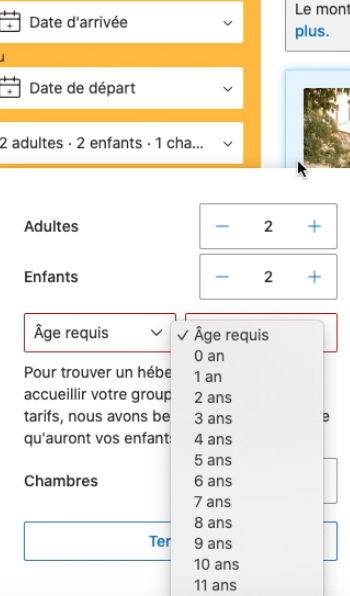 Date d'arrivée
Le mont
plus.
u
Date de départ
2 adultes · 2 enfants · 1 cha...
Adultes
− 2 +
Enfants
− 2 +
Âge requis
✓ Âge requis
0 an
1 an
2 ans
3 ans
4 ans
5 ans
6 ans
7 ans
8 ans
9 ans
10 ans
11 ans
Pour trouver un hébe
accueillir votre group
tarifs, nous avons be e
qu'auront vos enfant
Chambres
Ter